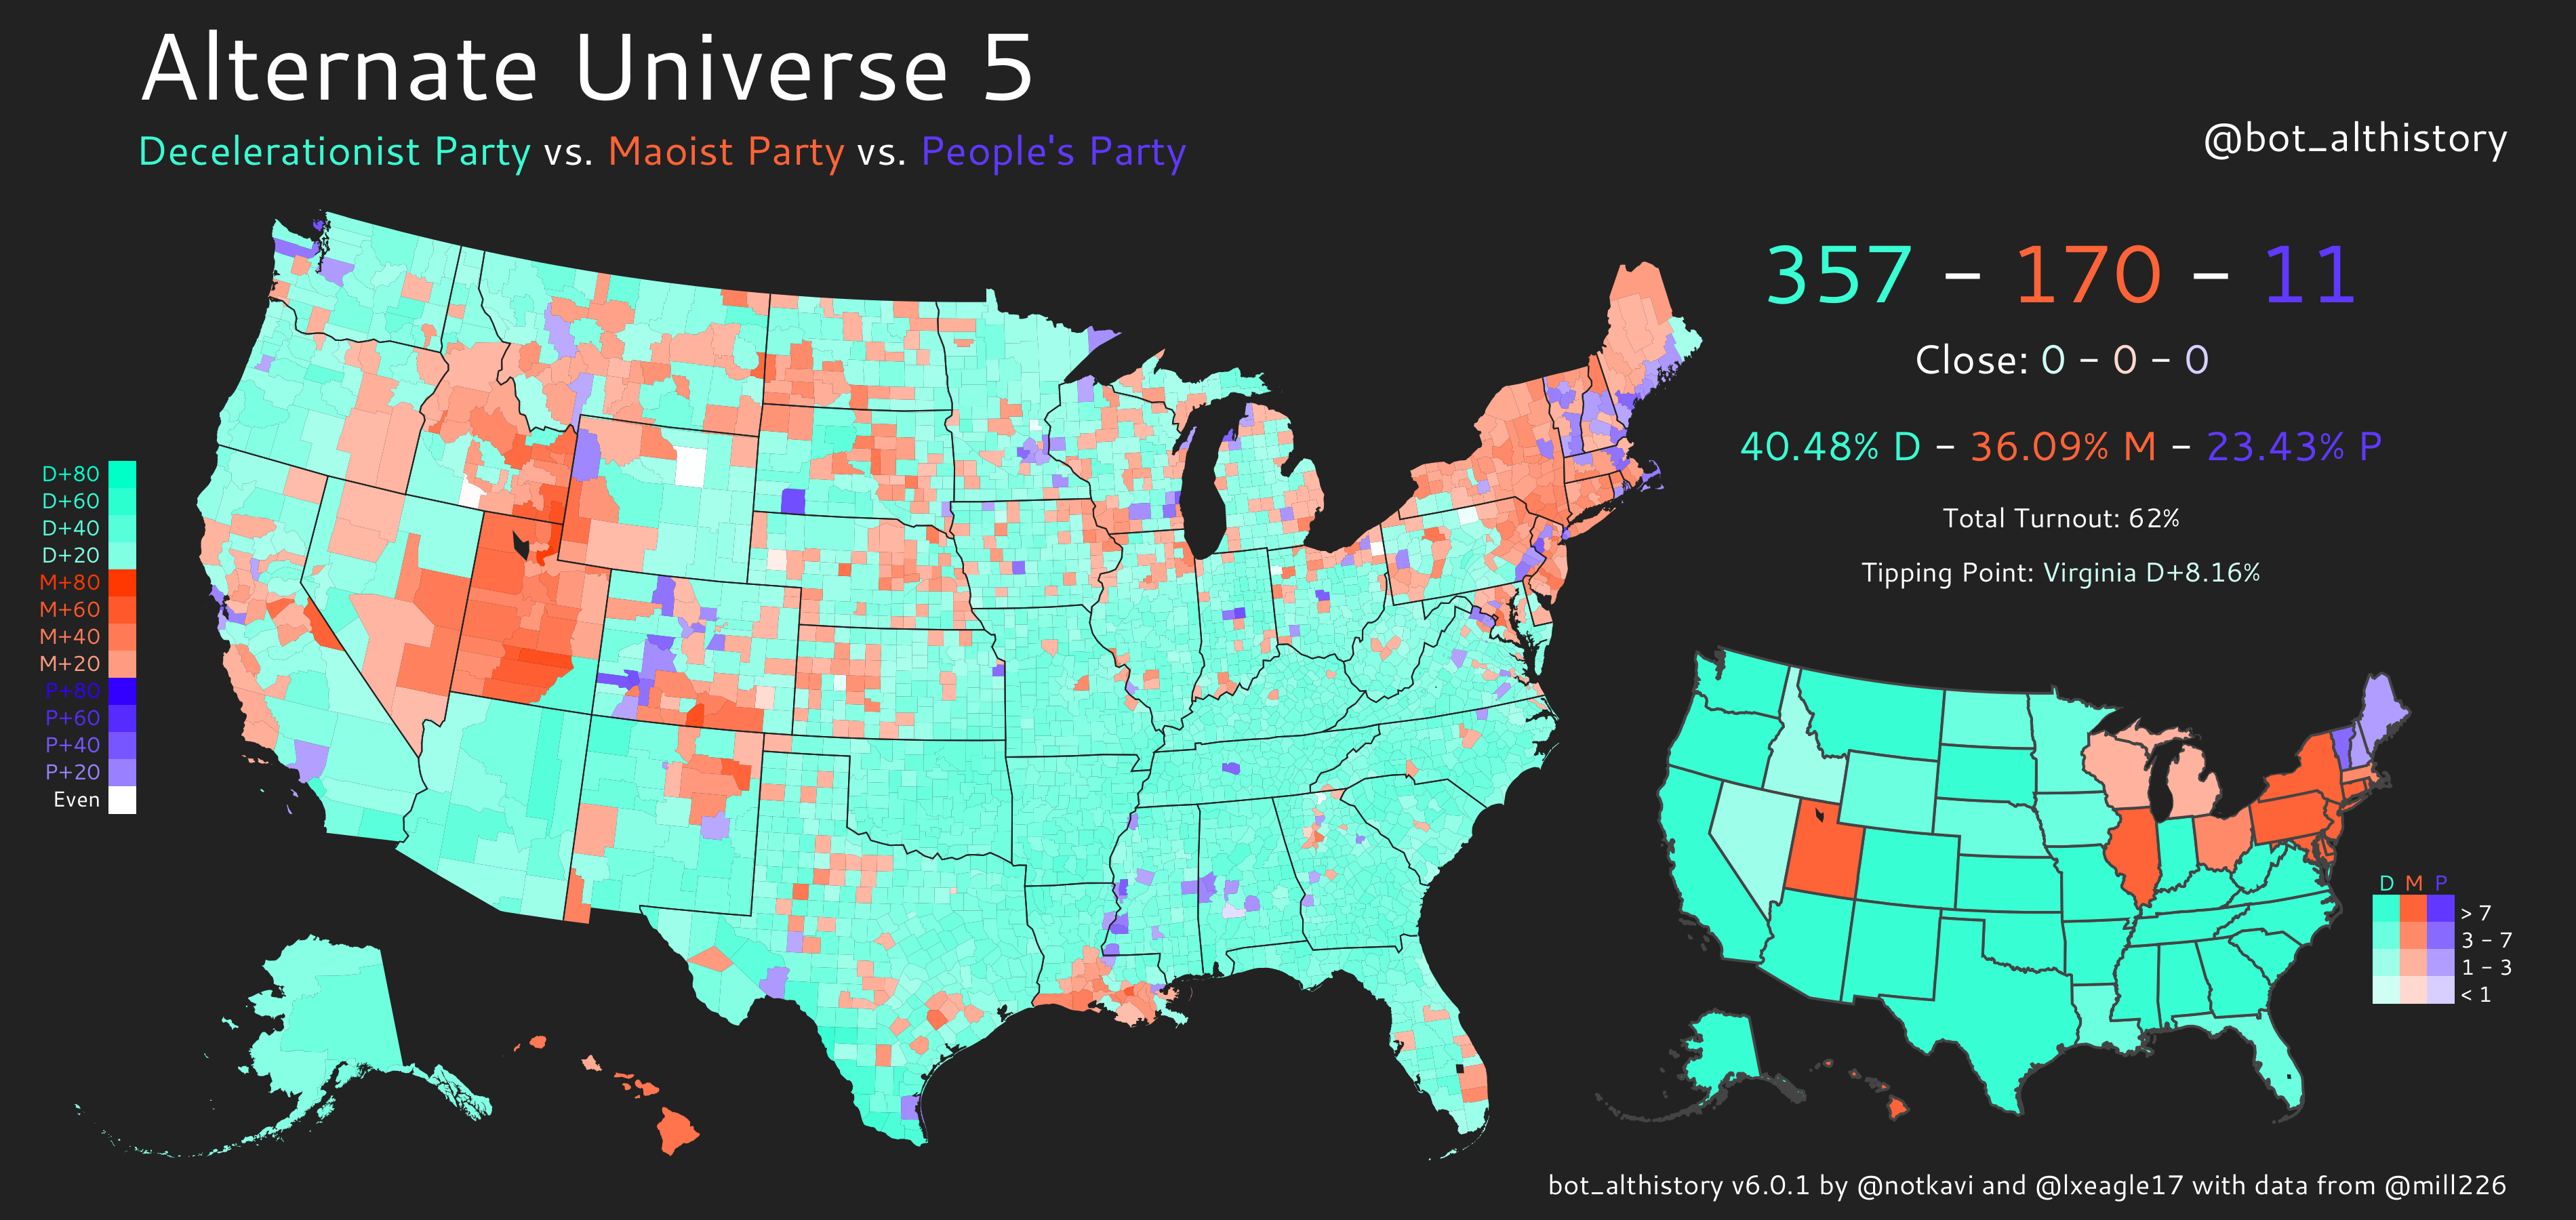 Alternate Universe 5
Decelerationist Party vs. Maoist Party vs. People's Party
@bot_althistory
357 – 170 – 11
Close: 0 – 0 – 0
40.48% D – 36.09% M – 23.43% P
Total Turnout: 62%
Tipping Point: Virginia D+8.16%
D+80
D+60
D+40
D+20
M+80
M+60
M+40
M+20
P+80
P+60
P+40
P+20
Even
D M P
> 7
3 – 7
1 – 3
< 1
bot_althistory v6.0.1 by @notkavi and @lxeagle17 with data from @mill226